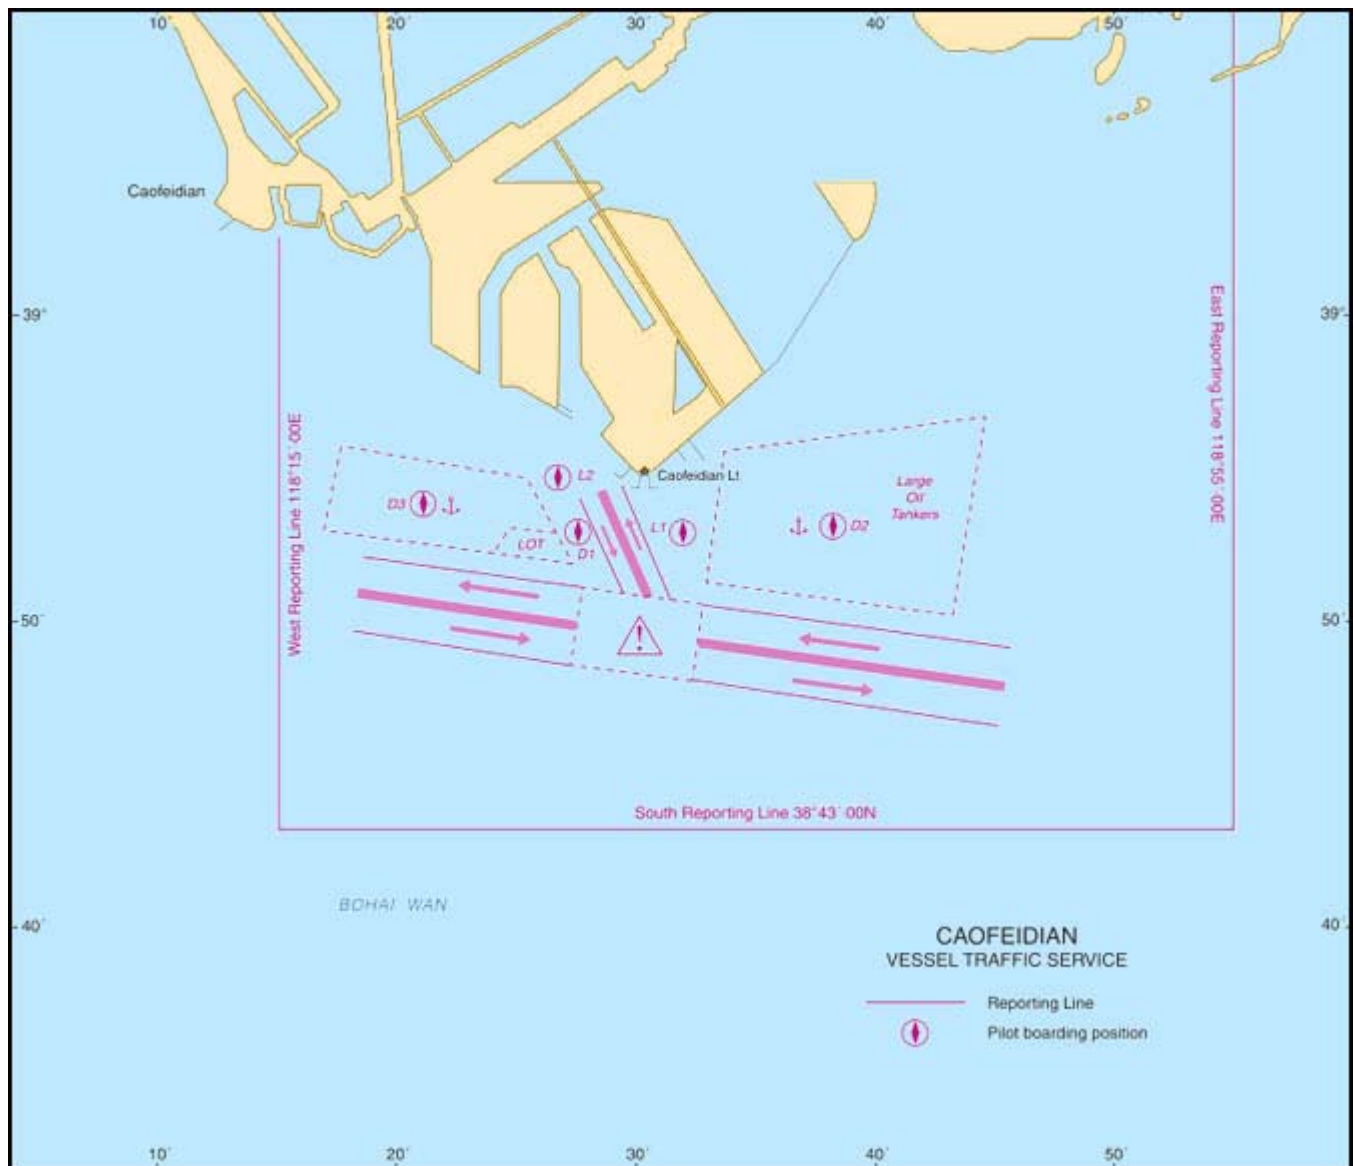 10´ 20´ 30´ 40´ 50´
Caofeidian
39° 39°
East Reporting Line 118°55´·00E
West Reporting Line 118°15´·00E
L2
Caofeidian Lt
Large
Oil
Tankers
D3
L1
D2
LOT
D1
50´ 50´
!
South Reporting Line 38°43´·00N
BOHAI WAN
40´ 40´
CAOFEIDIAN
VESSEL TRAFFIC SERVICE
Reporting Line
Pilot boarding position
10´ 20´ 30´ 40´ 50´